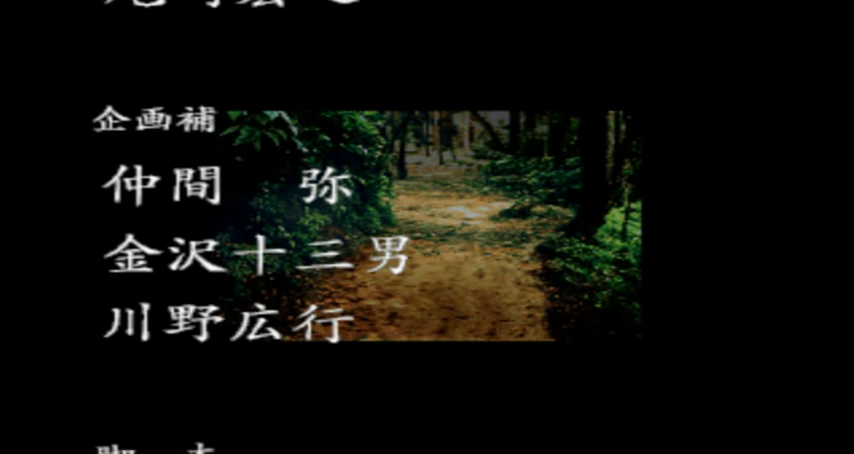 企画補
仲間 弥
金沢十三男
川野広行